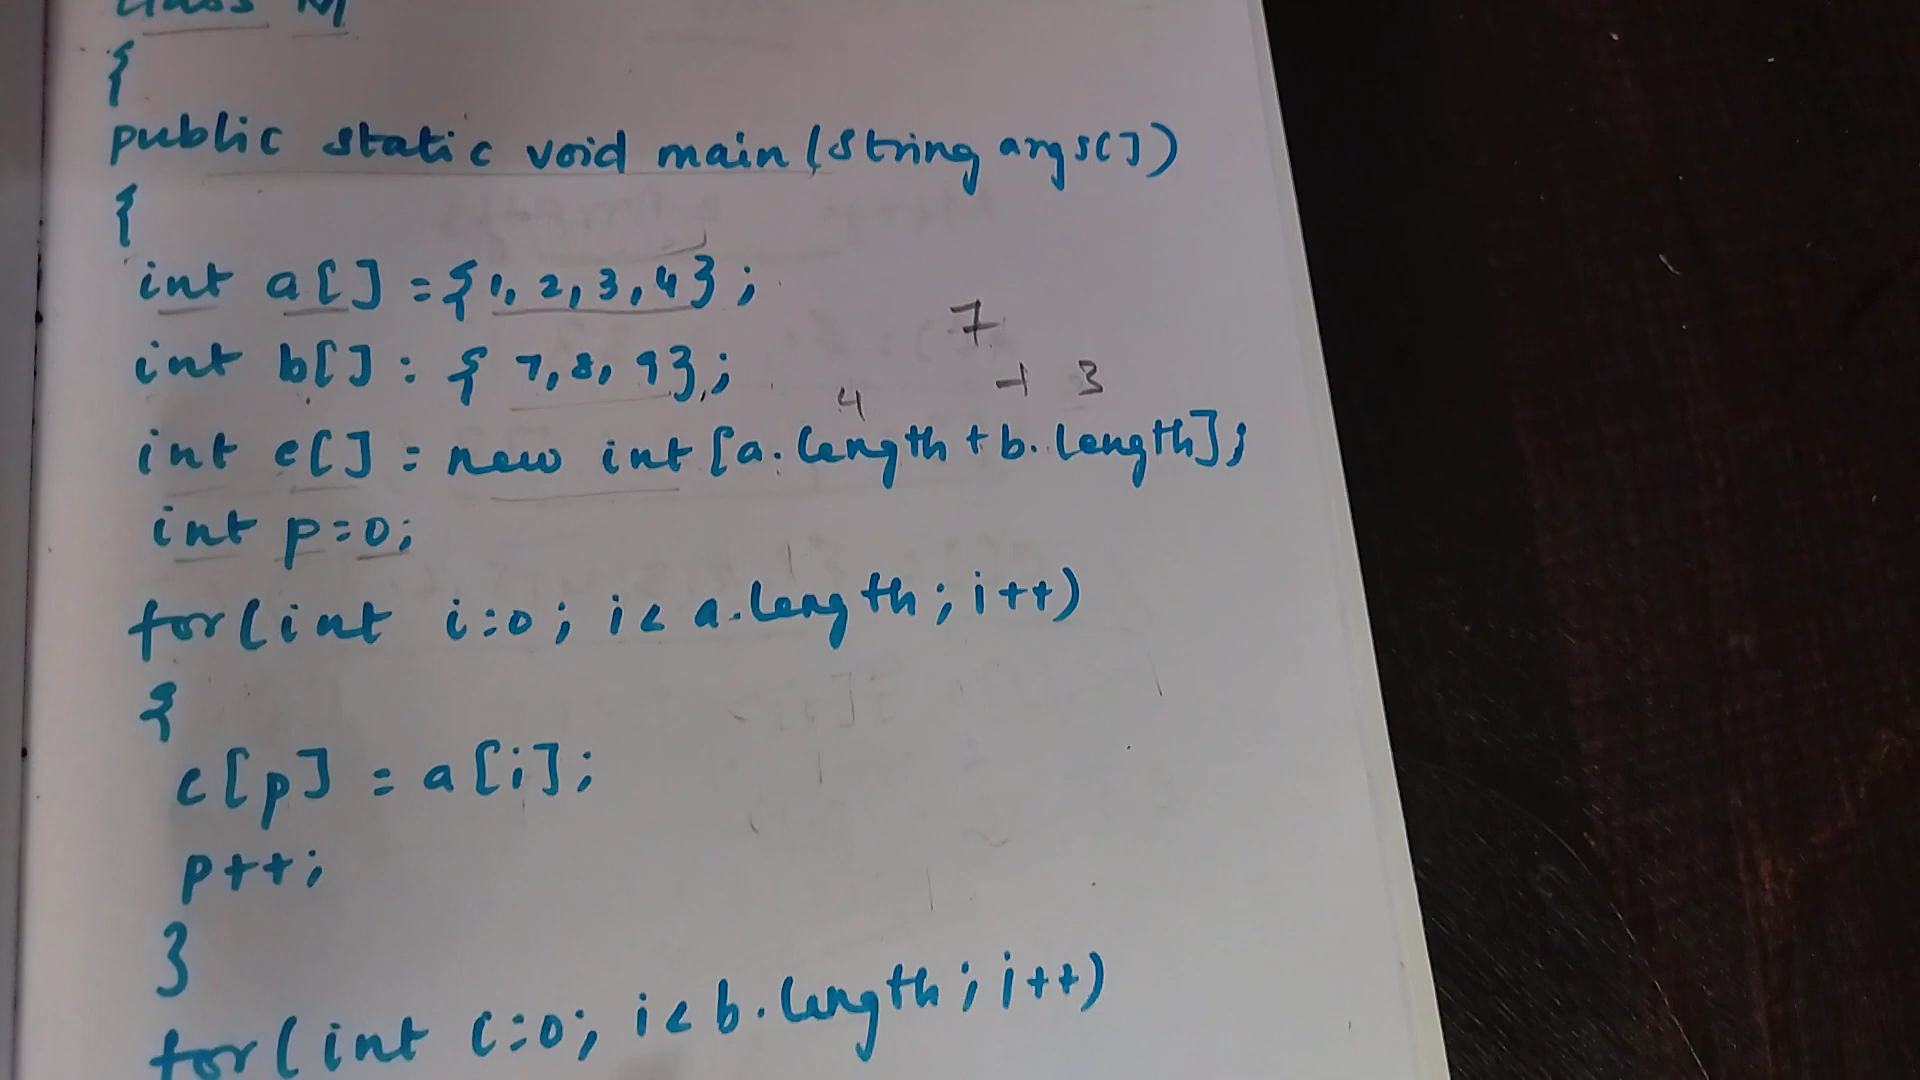 class M
{
public static void main (String args[])
{
int a[] = {1, 2, 3, 4};
int b[] = {7, 8, 9};
7
4 + 3
int c[] = new int [a.length + b.length];
int p=0;
for(int i=0; i< a.length; i++)
{
c[p] = a[i];
p++;
}
for(int i=0; i<b.length; i++)